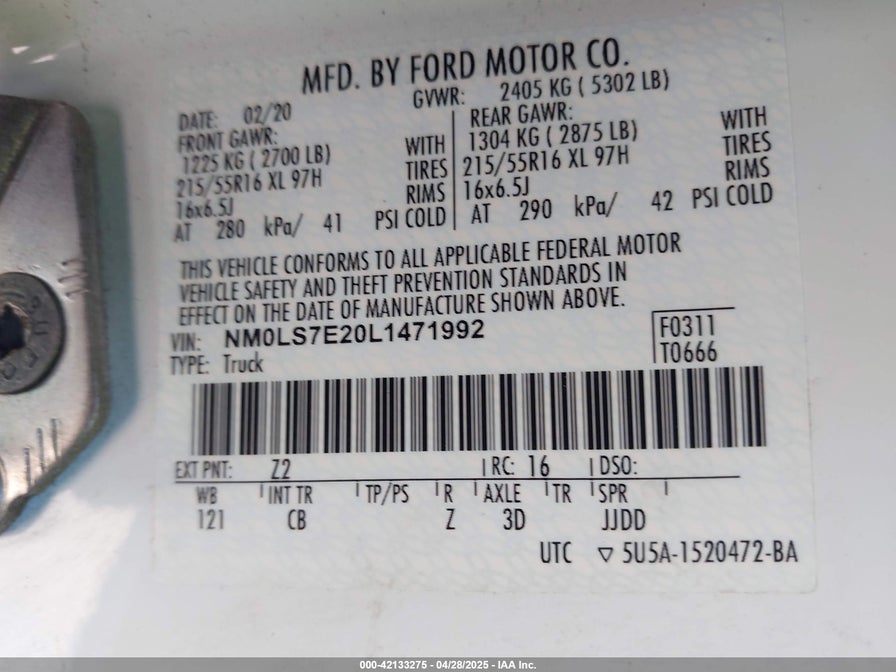 MFD. BY FORD MOTOR CO.
DATE: 02/20 GVWR: 2405 KG ( 5302 LB)
FRONT GAWR: REAR GAWR:
1225 KG ( 2700 LB) WITH 1304 KG ( 2875 LB) WITH
215/55R16 XL 97H TIRES 215/55R16 XL 97H TIRES
16x6.5J RIMS 16x6.5J RIMS
AT 280 kPa/ 41 PSI COLD AT 290 kPa/ 42 PSI COLD
THIS VEHICLE CONFORMS TO ALL APPLICABLE FEDERAL MOTOR
VEHICLE SAFETY AND THEFT PREVENTION STANDARDS IN
EFFECT ON THE DATE OF MANUFACTURE SHOWN ABOVE.
VIN: NM0LS7E20L1471992 F0311
TYPE: Truck T0666
EXT PNT: Z2 RC: 16 DSO:
WB INT TR TP/PS R AXLE TR SPR
121 CB Z 3D JJDD
UTC ▽ 5U5A-1520472-BA
000-42133275 - 04/28/2025 - IAA Inc.